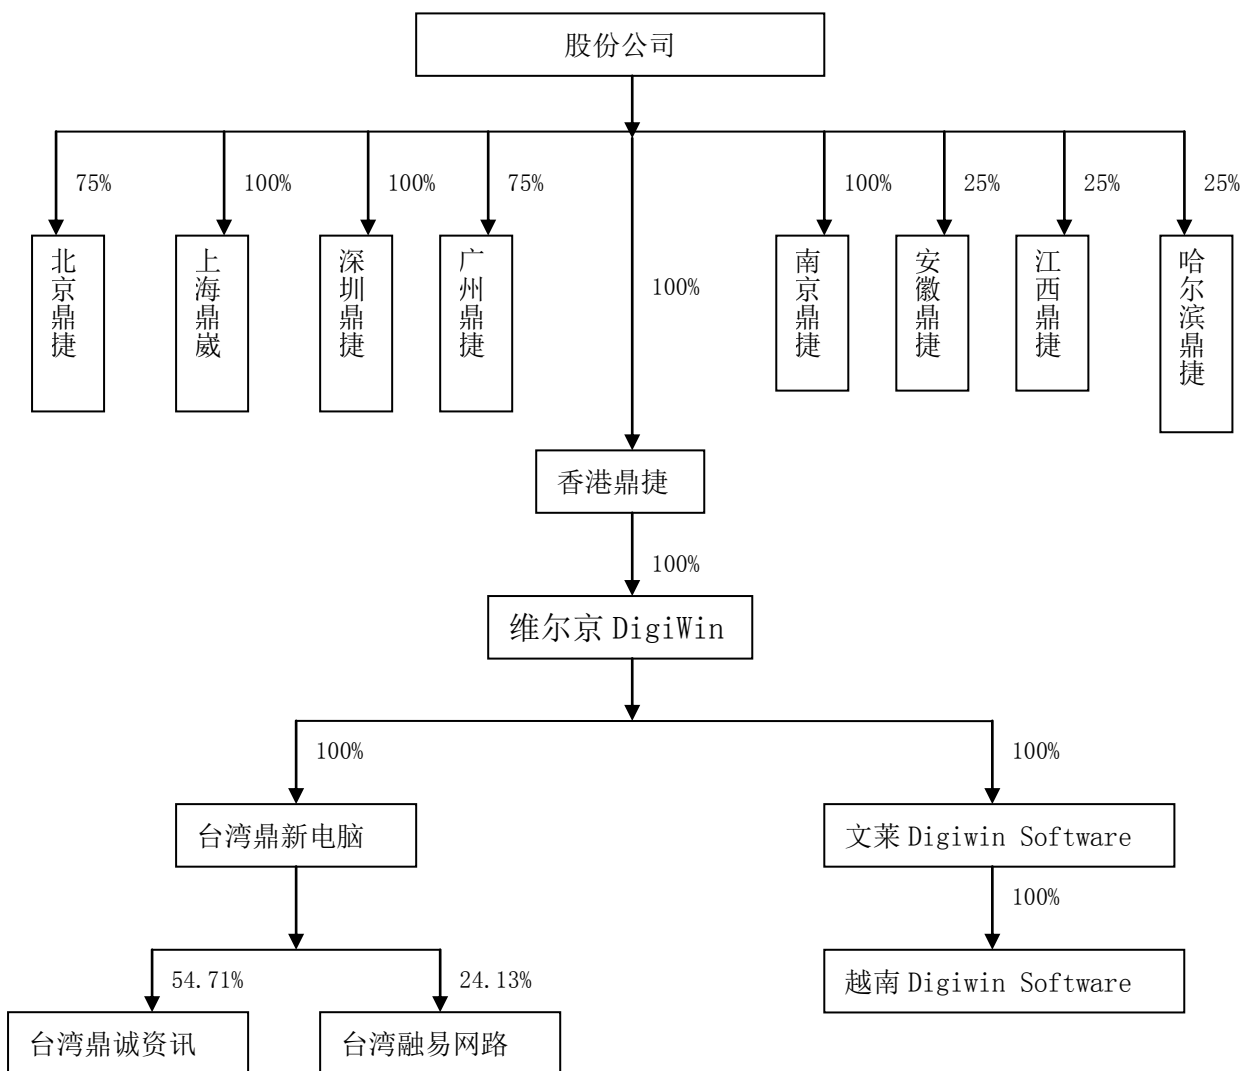 股份公司
75%
100%
100%
75%
100%
25%
25%
25%
北京鼎捷
上海鼎崴
深圳鼎捷
广州鼎捷
100%
南京鼎捷
安徽鼎捷
江西鼎捷
哈尔滨鼎捷
香港鼎捷
100%
维尔京 DigiWin
100%
100%
台湾鼎新电脑
文莱 Digiwin Software
100%
54.71%
24.13%
越南 Digiwin Software
台湾鼎诚资讯
台湾融易网路